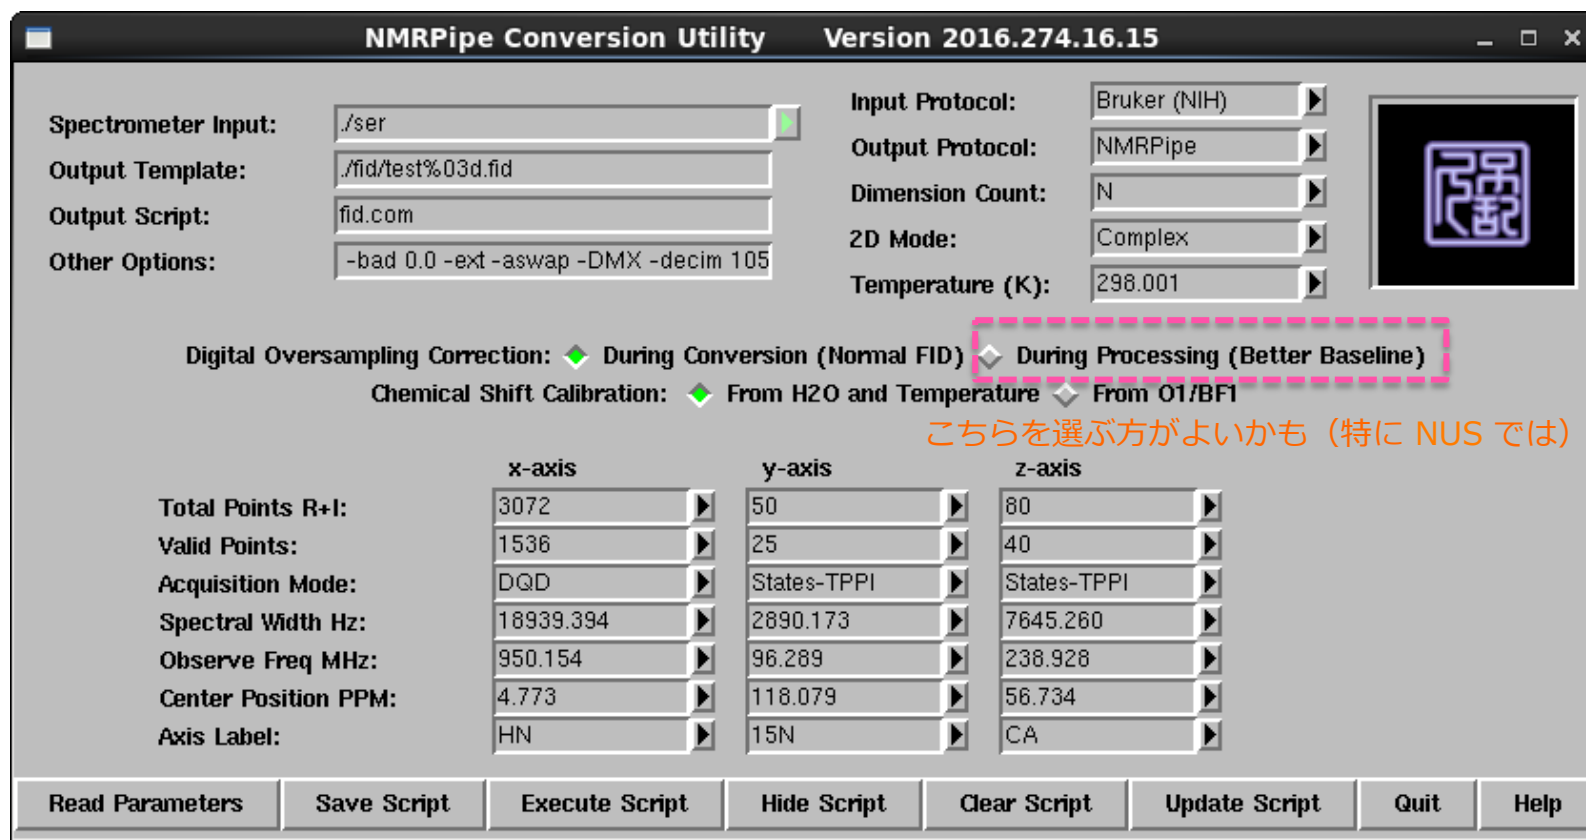 NMRPipe Conversion Utility Version 2016.274.16.15
Spectrometer Input: ./ser
Output Template: ./fid/test%03d.fid
Output Script: fid.com
Other Options: -bad 0.0 -ext -aswap -DMX -decim 105
Input Protocol: Bruker (NIH)
Output Protocol: NMRPipe
Dimension Count: N
2D Mode: Complex
Temperature (K): 298.001
Digital Oversampling Correction: During Conversion (Normal FID) During Processing (Better Baseline)
Chemical Shift Calibration: From H2O and Temperature From O1/BF1
こちらを選ぶ方がよいかも（特に NUS では）
x-axis y-axis z-axis
Total Points R+I: 3072 50 80
Valid Points: 1536 25 40
Acquisition Mode: DQD States-TPPI States-TPPI
Spectral Width Hz: 18939.394 2890.173 7645.260
Observe Freq MHz: 950.154 96.289 238.928
Center Position PPM: 4.773 118.079 56.734
Axis Label: HN 15N CA
Read Parameters Save Script Execute Script Hide Script Clear Script Update Script Quit Help